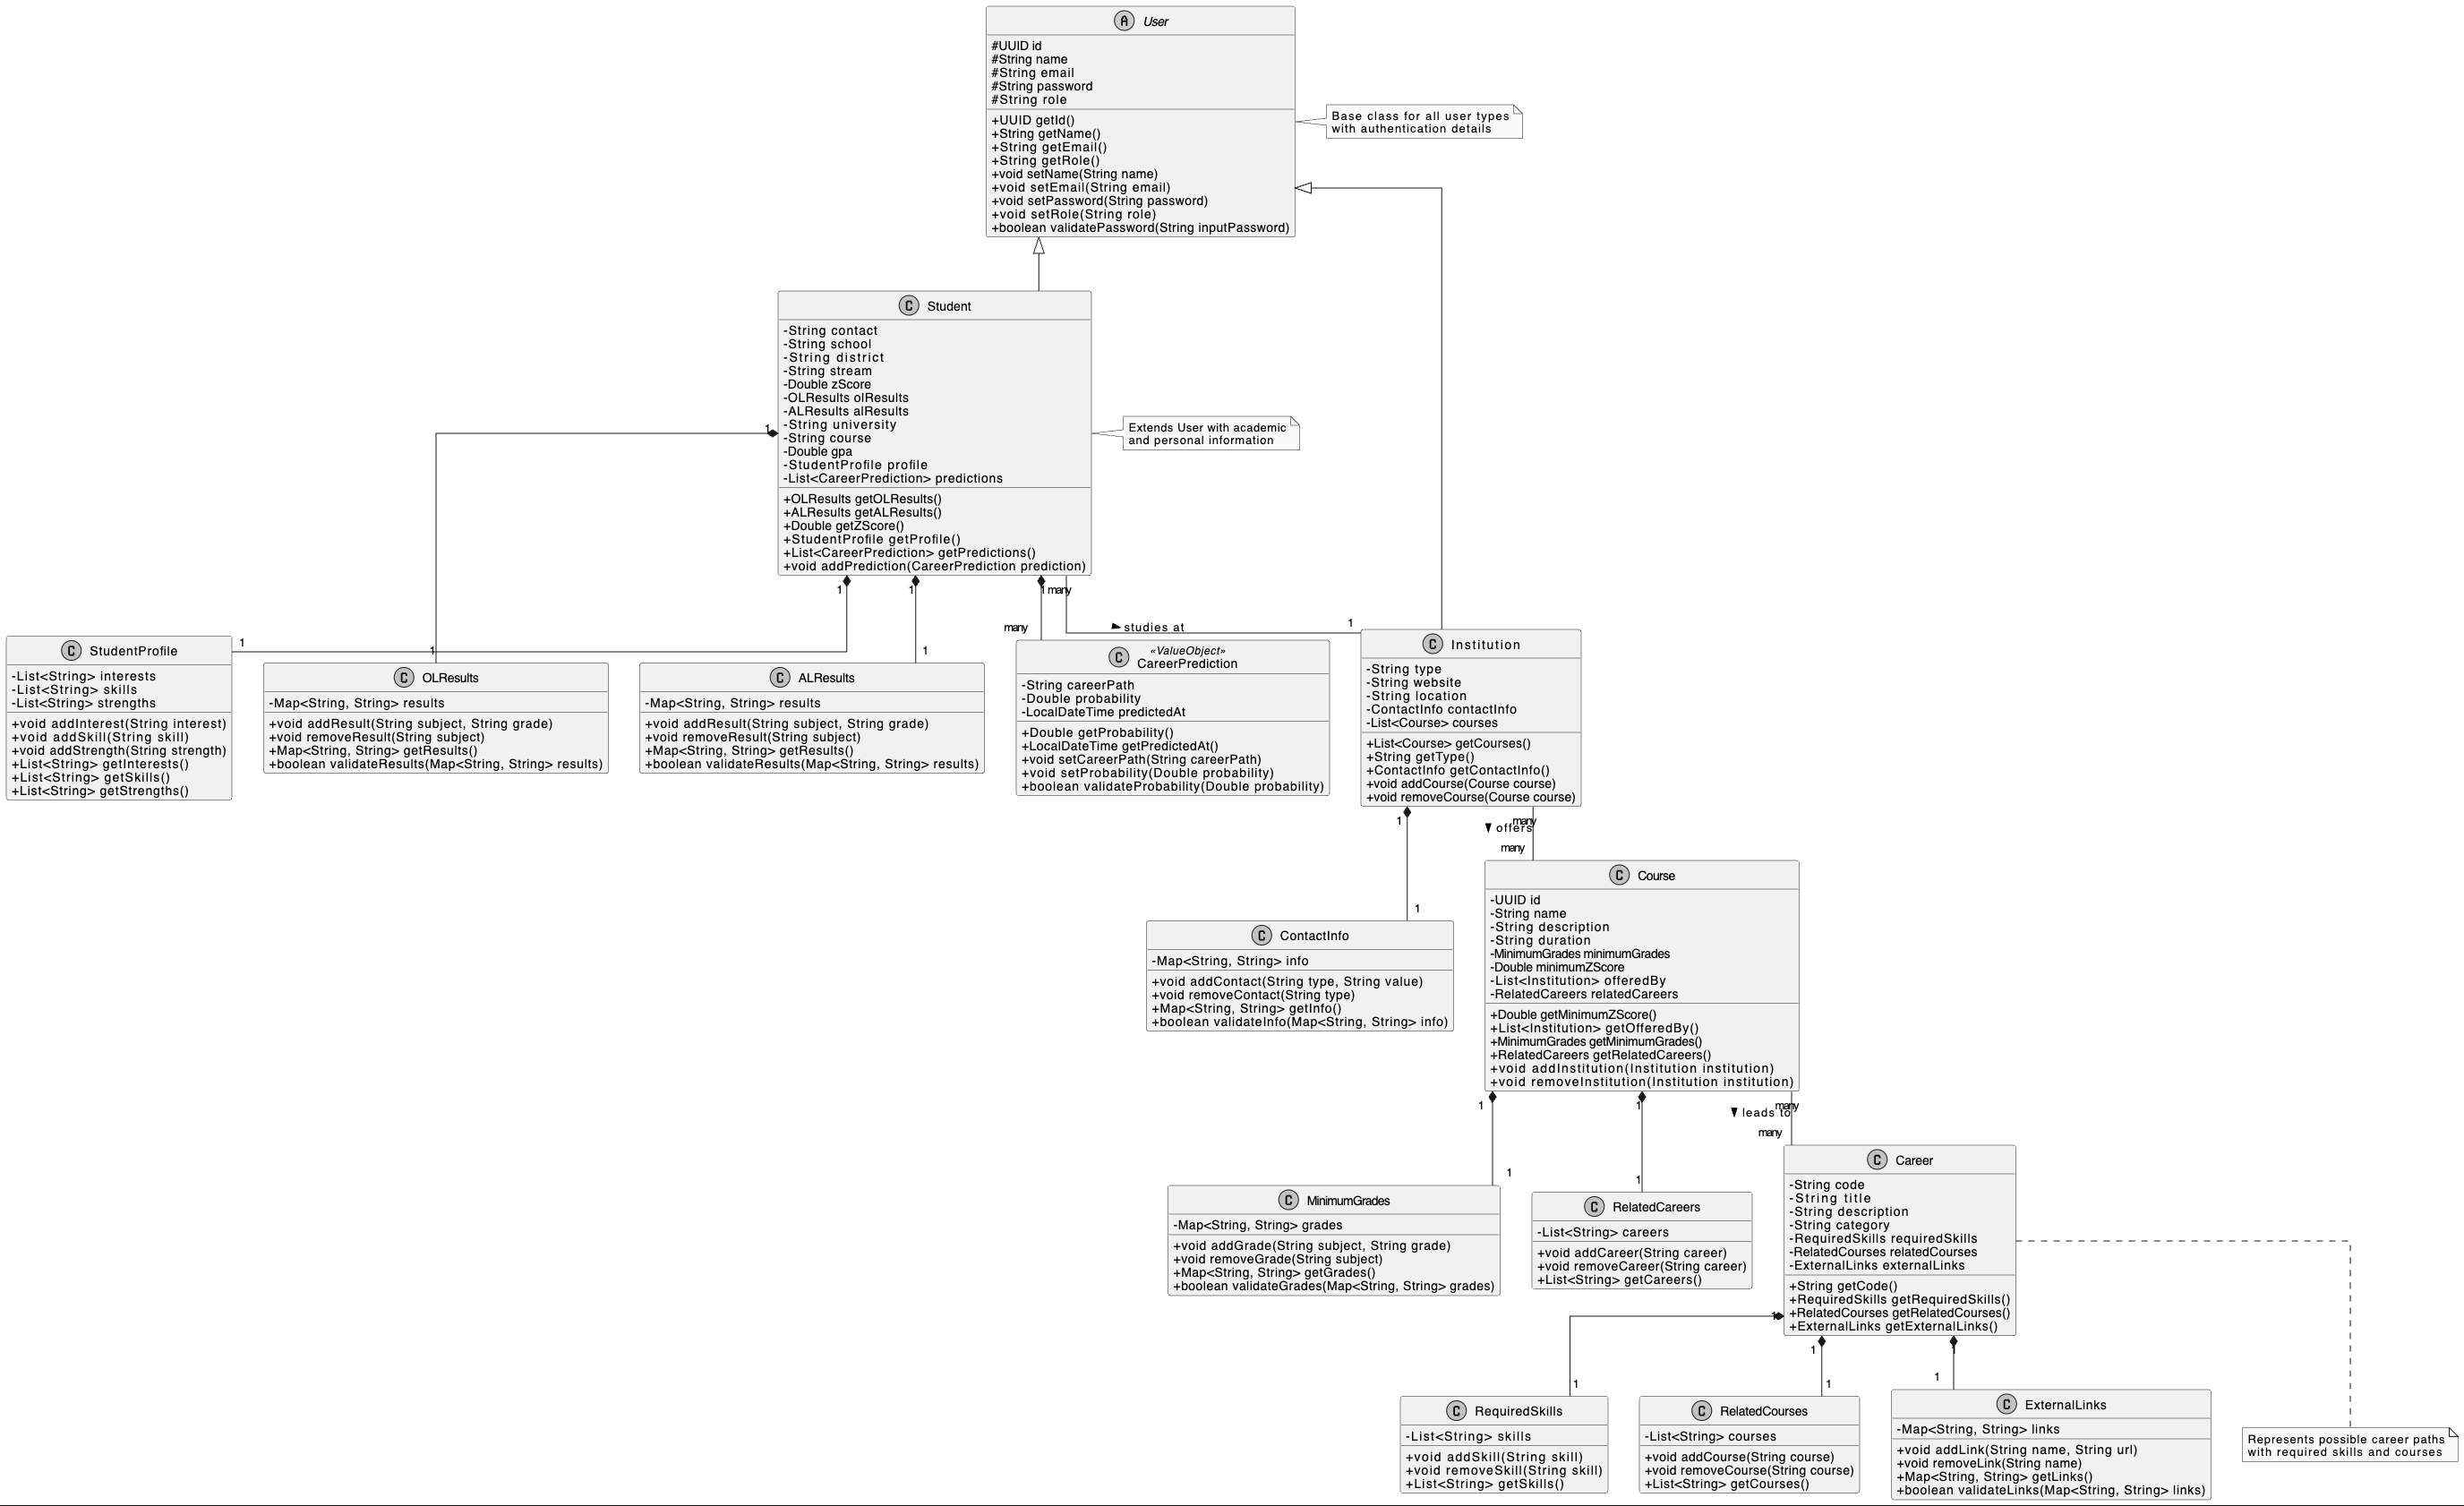 A User
#UUID id
#String name
#String email
#String password
#String role
+UUID getId()
+String getName()
+String getEmail()
+String getRole()
+void setName(String name)
+void setEmail(String email)
+void setPassword(String password)
+void setRole(String role)
+boolean validatePassword(String inputPassword)
Base class for all user types
with authentication details
C Student
-String contact
-String school
-String district
-String stream
-Double zScore
-OLResults olResults
-ALResults alResults
-String university
-String course
-Double gpa
-StudentProfile profile
-List<CareerPrediction> predictions
+OLResults getOLResults()
+ALResults getALResults()
+Double getZScore()
+StudentProfile getProfile()
+List<CareerPrediction> getPredictions()
+void addPrediction(CareerPrediction prediction)
Extends User with academic
and personal information
1
1
1
1
many
many
studies at
1
1
1
1
C StudentProfile
-List<String> interests
-List<String> skills
-List<String> strengths
+void addInterest(String interest)
+void addSkill(String skill)
+void addStrength(String strength)
+List<String> getInterests()
+List<String> getSkills()
+List<String> getStrengths()
C OLResults
-Map<String, String> results
+void addResult(String subject, String grade)
+void removeResult(String subject)
+Map<String, String> getResults()
+boolean validateResults(Map<String, String> results)
C ALResults
-Map<String, String> results
+void addResult(String subject, String grade)
+void removeResult(String subject)
+Map<String, String> getResults()
+boolean validateResults(Map<String, String> results)
«ValueObject»
C CareerPrediction
-String careerPath
-Double probability
-LocalDateTime predictedAt
+Double getProbability()
+LocalDateTime getPredictedAt()
+void setCareerPath(String careerPath)
+void setProbability(Double probability)
+boolean validateProbability(Double probability)
C Institution
-String type
-String website
-String location
-ContactInfo contactInfo
-List<Course> courses
+List<Course> getCourses()
+String getType()
+ContactInfo getContactInfo()
+void addCourse(Course course)
+void removeCourse(Course course)
1
many
offers
many
1
C ContactInfo
-Map<String, String> info
+void addContact(String type, String value)
+void removeContact(String type)
+Map<String, String> getInfo()
+boolean validateInfo(Map<String, String> info)
C Course
-UUID id
-String name
-String description
-String duration
-MinimumGrades minimumGrades
-Double minimumZScore
-List<Institution> offeredBy
-RelatedCareers relatedCareers
+Double getMinimumZScore()
+List<Institution> getOfferedBy()
+MinimumGrades getMinimumGrades()
+RelatedCareers getRelatedCareers()
+void addInstitution(Institution institution)
+void removeInstitution(Institution institution)
1
1
many
leads to
many
1
1
C MinimumGrades
-Map<String, String> grades
+void addGrade(String subject, String grade)
+void removeGrade(String subject)
+Map<String, String> getGrades()
+boolean validateGrades(Map<String, String> grades)
C RelatedCareers
-List<String> careers
+void addCareer(String career)
+void removeCareer(String career)
+List<String> getCareers()
C Career
-String code
-String title
-String description
-String category
-RequiredSkills requiredSkills
-RelatedCourses relatedCourses
-ExternalLinks externalLinks
+String getCode()
+RequiredSkills getRequiredSkills()
+RelatedCourses getRelatedCourses()
+ExternalLinks getExternalLinks()
1
1
1
1
1
1
C RequiredSkills
-List<String> skills
+void addSkill(String skill)
+void removeSkill(String skill)
+List<String> getSkills()
C RelatedCourses
-List<String> courses
+void addCourse(String course)
+void removeCourse(String course)
+List<String> getCourses()
C ExternalLinks
-Map<String, String> links
+void addLink(String name, String url)
+void removeLink(String name)
+Map<String, String> getLinks()
+boolean validateLinks(Map<String, String> links)
Represents possible career paths
with required skills and courses